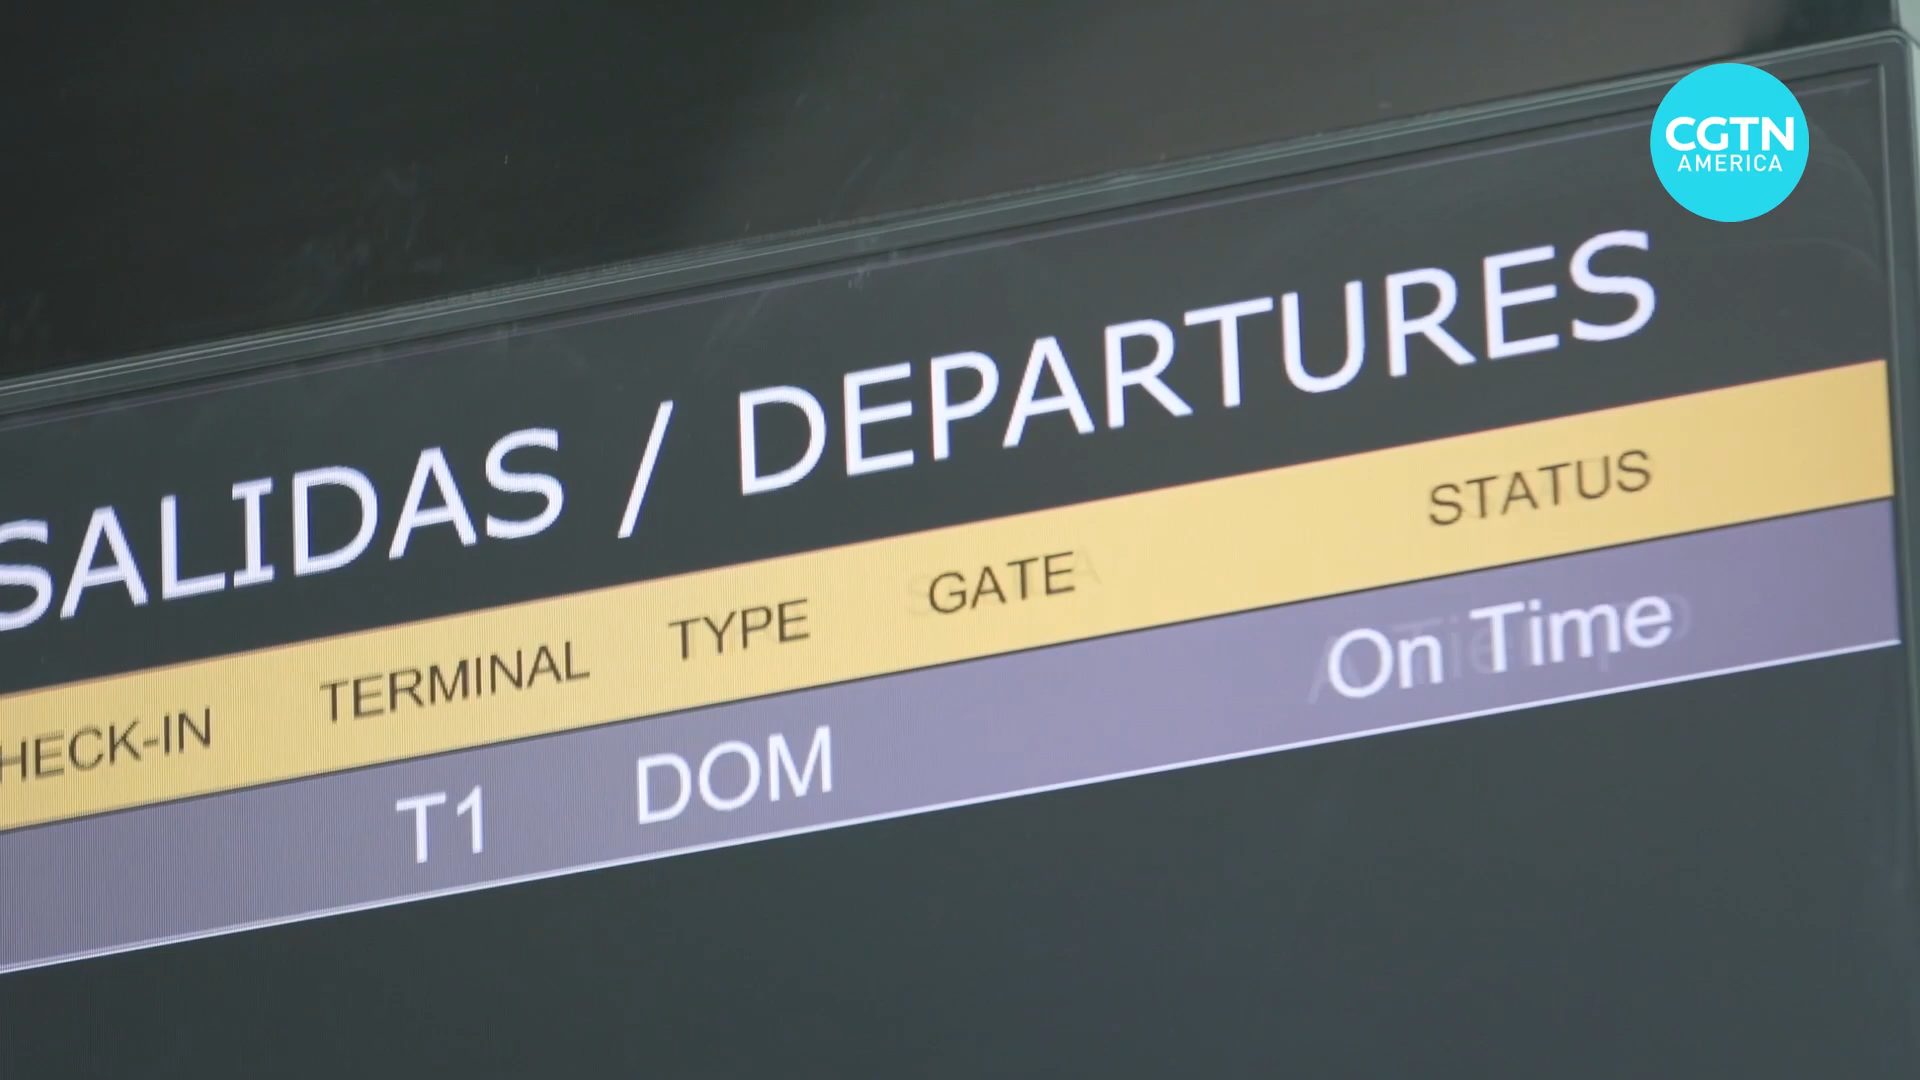 CGTN
AMERICA
SALIDAS / DEPARTURES
HECK-IN TERMINAL TYPE GATE STATUS
T1 DOM On Time